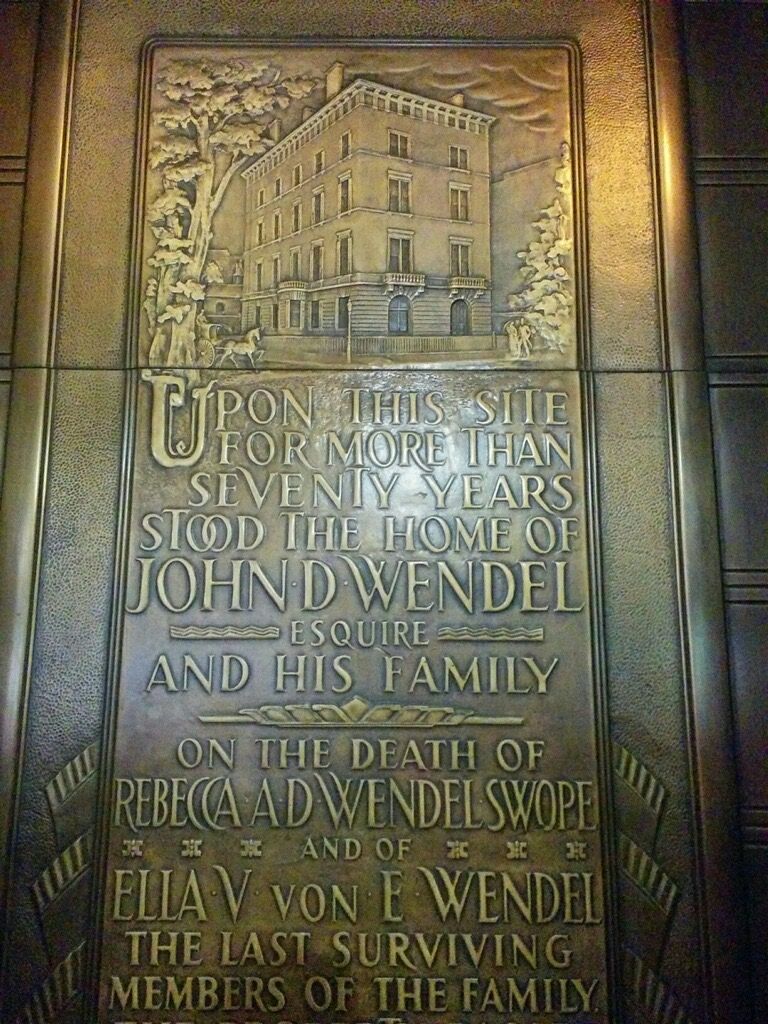 UPON THIS SITE
FOR MORE THAN
SEVENTY YEARS
STOOD THE HOME OF
JOHN·D·WENDEL
ESQUIRE
AND HIS FAMILY
ON THE DEATH OF
REBECCA·A·D·WENDEL·SWOPE
AND OF
ELLA·V·VON·E·WENDEL
THE LAST SURVIVING
MEMBERS OF THE FAMILY